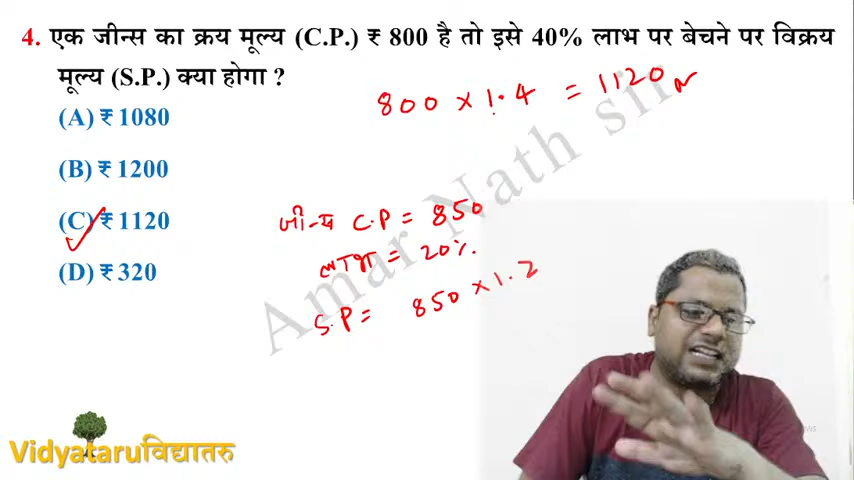 4. एक जीन्स का क्रय मूल्य (C.P.) ₹ 800 है तो इसे 40% लाभ पर बेचने पर विक्रय
मूल्य (S.P.) क्या होगा ?
800 × 1.4 = 1120
(A) ₹ 1080
(B) ₹ 1200
(C) ₹ 1120
(D) ₹ 320
जीन्स C.P = 850
लाभ = 20%.
S.P = 850 × 1.2
Amar Nath sir
Vidyataruविद्यातरु